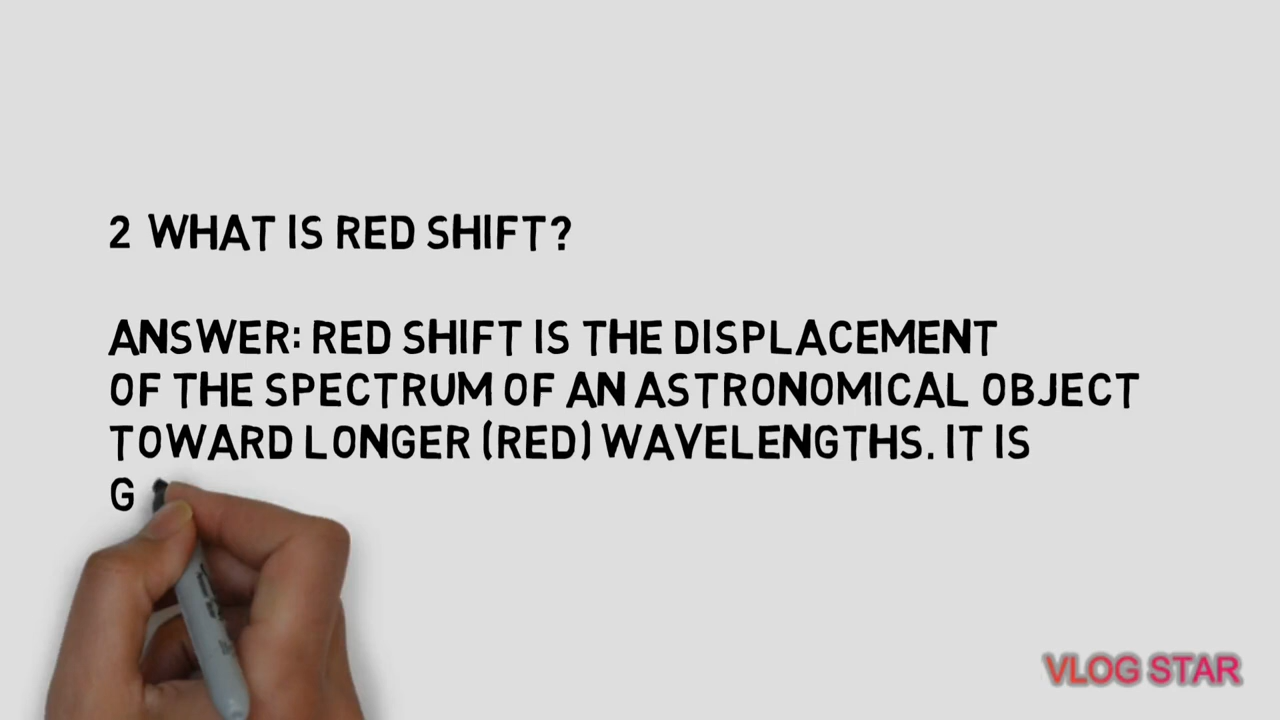 2 WHAT IS RED SHIFT?
ANSWER: RED SHIFT IS THE DISPLACEMENT
OF THE SPECTRUM OF AN ASTRONOMICAL OBJECT
TOWARD LONGER (RED) WAVELENGTHS. IT IS
G
VLOG STAR